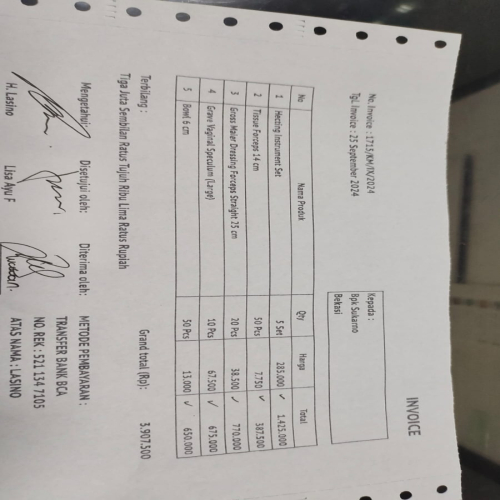 INVOICE
No. Invoice : 1713/KM/IX/2024
Tgl. Invoice : 25 September 2024
Kepada :
Bpk Sukarno
Bekasi
No Nama Produk Qty Harga Total
1 Hecting Instrument Set 5 Set 285.000 1.425.000
2 Tissue Forceps 14 cm 50 Pcs 7.750 387.500
3 Gross Maier Dressing Forceps Straight 25 cm 20 Pcs 38.500 770.000
4 Grave Vaginal Speculum (Large) 10 Pcs 67.500 675.000
5 Bowl 6 cm 50 Pcs 13.000 650.000
Grand total (Rp): 3.907.500
Terbilang :
Tiga Juta Sembilan Ratus Tujuh Ribu Lima Ratus Rupiah
Mengetahui: Disetujui oleh: Diterima oleh:
H. Lasino Lisa Ayu F
METODE PEMBAYARAN :
TRANSFER BANK BCA
NO. REK : 521 134 7105
ATAS NAMA : LASINO